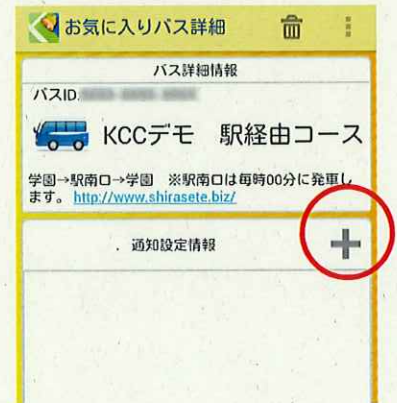 お気に入りバス詳細
バス詳細情報
バスID:
KCCデモ　駅経由コース
学園→駅南口→学園　※駅南口は毎時00分に発車し
ます。 http://www.shirasete.biz/
. 通知設定情報